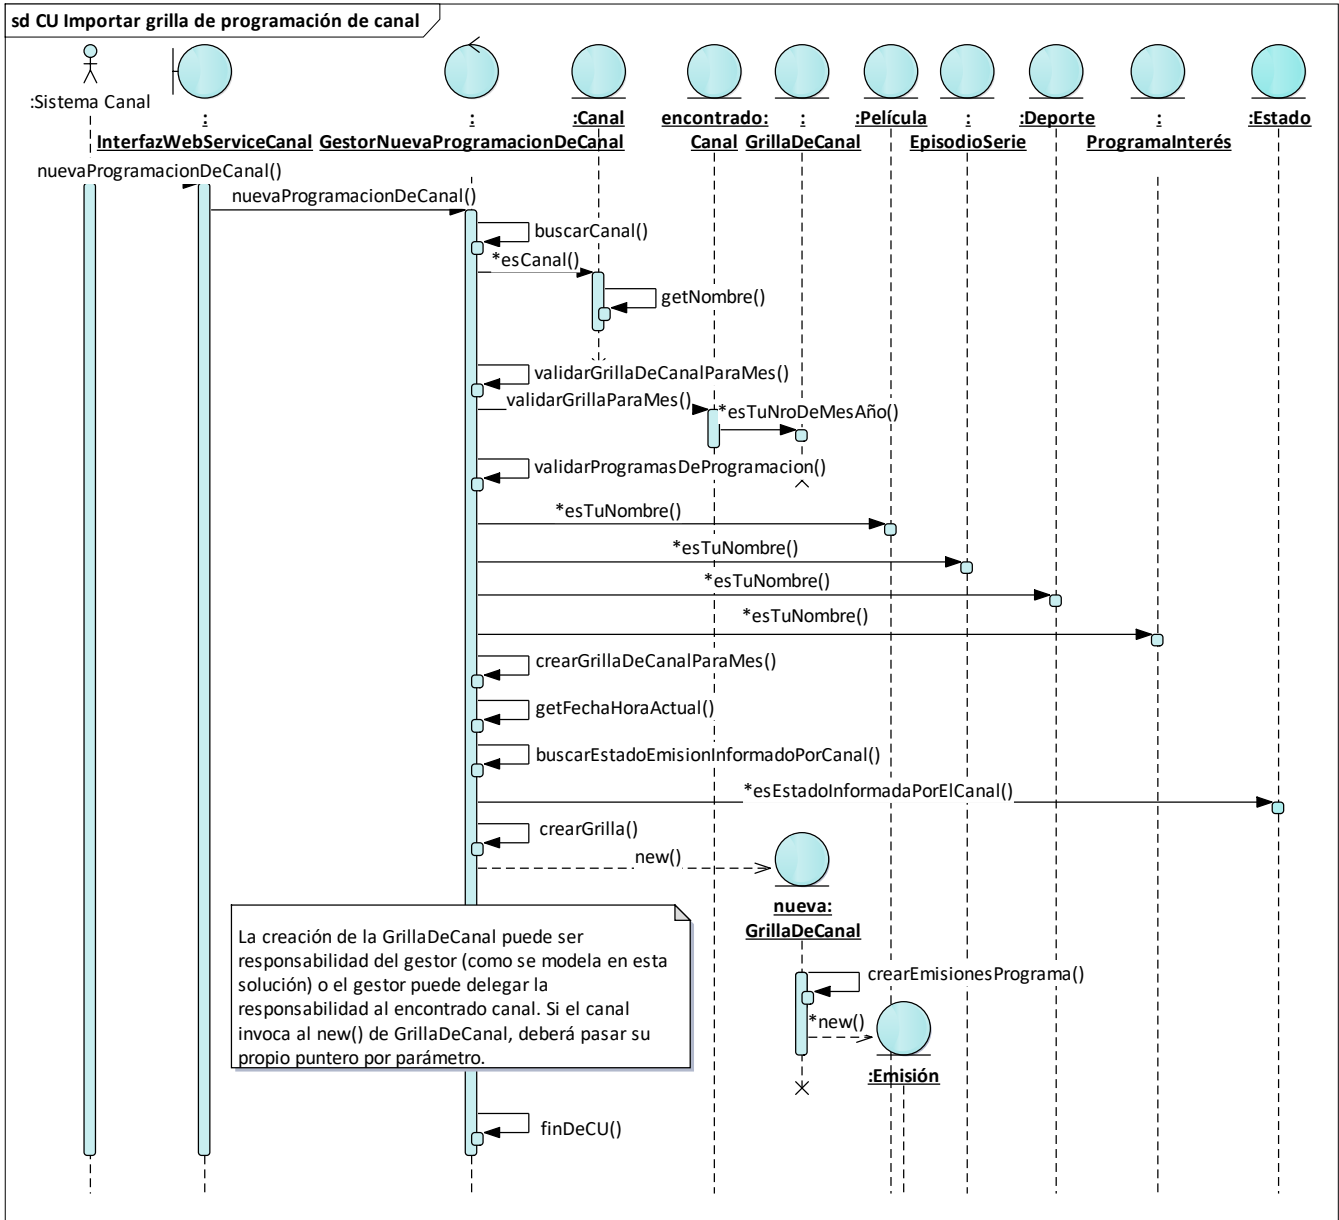 sd CU Importar grilla de programación de canal
:Sistema Canal
:
InterfazWebServiceCanal
:
GestorNuevaProgramacionDeCanal
:Canal
encontrado:
Canal
:
GrillaDeCanal
:Película
:
EpisodioSerie
:Deporte
:
ProgramaInterés
:Estado
nuevaProgramacionDeCanal()
nuevaProgramacionDeCanal()
buscarCanal()
*esCanal()
getNombre()
validarGrillaDeCanalParaMes()
validarGrillaParaMes()
*esTuNroDeMesAño()
validarProgramasDeProgramacion()
*esTuNombre()
*esTuNombre()
*esTuNombre()
*esTuNombre()
crearGrillaDeCanalParaMes()
getFechaHoraActual()
buscarEstadoEmisionInformadoPorCanal()
*esEstadoInformadaPorElCanal()
crearGrilla()
new()
nueva:
GrillaDeCanal
La creación de la GrillaDeCanal puede ser
responsabilidad del gestor (como se modela en esta
solución) o el gestor puede delegar la
responsabilidad al encontrado canal. Si el canal
invoca al new() de GrillaDeCanal, deberá pasar su
propio puntero por parámetro.
crearEmisionesPrograma()
*new()
:Emisión
finDeCU()